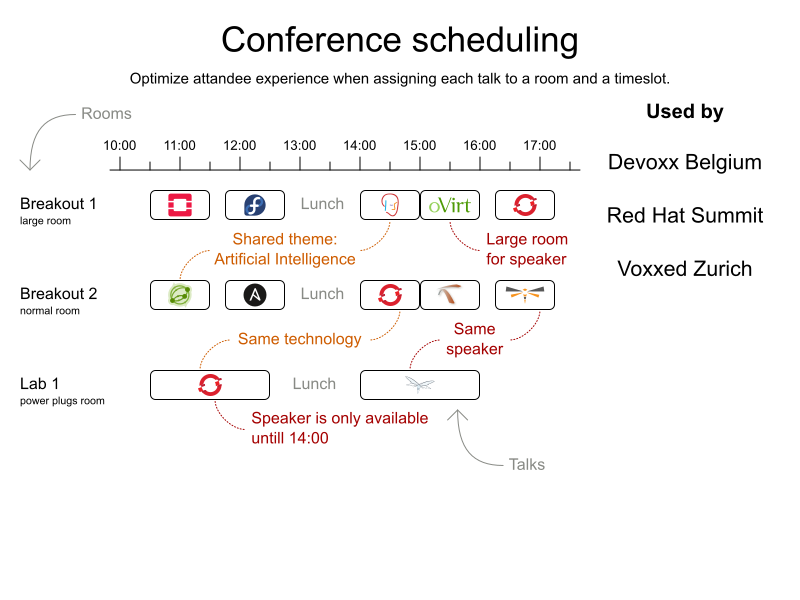 Conference scheduling
Optimize attandee experience when assigning each talk to a room and a timeslot.
Rooms
Used by
10:00 11:00 12:00 13:00 14:00 15:00 16:00 17:00
Devoxx Belgium
Red Hat Summit
Voxxed Zurich
Breakout 1
large room
Lunch
oVirt
Shared theme:
Artificial Intelligence
Large room
for speaker
Breakout 2
normal room
Lunch
Same technology
Same
speaker
Lab 1
power plugs room
Lunch
Speaker is only available
untill 14:00
Talks